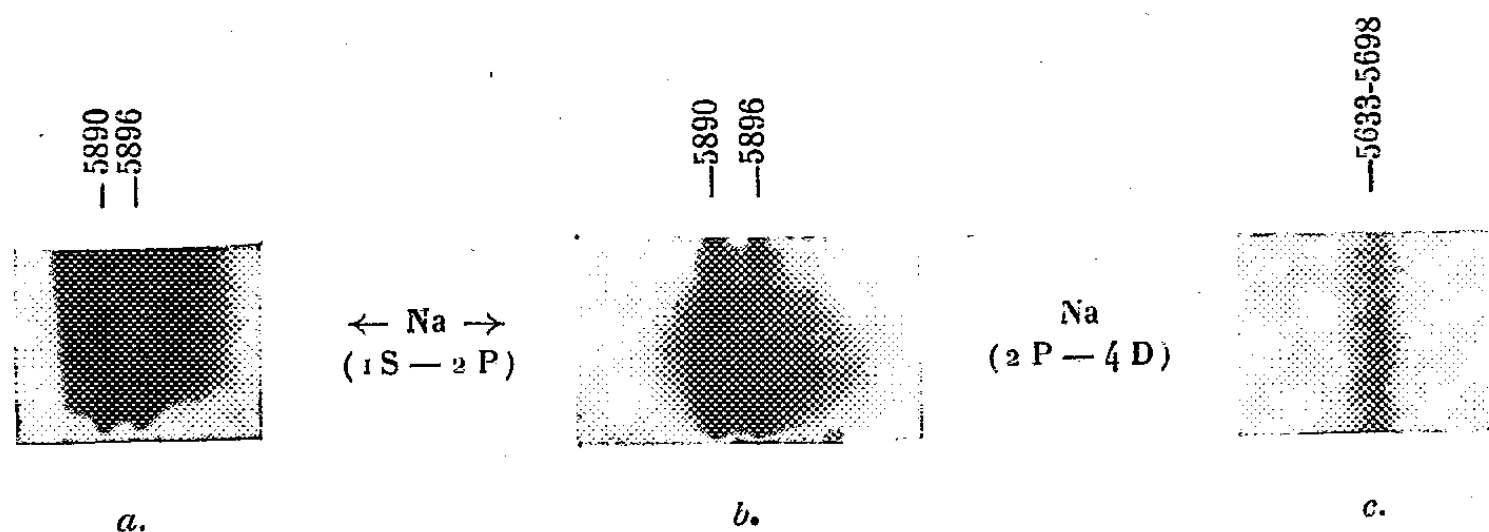 —5890
—5896
—5890
—5896
—5633-5698
← Na →
(1S — 2P)
Na
(2P — 4D)
a.
b.
c.